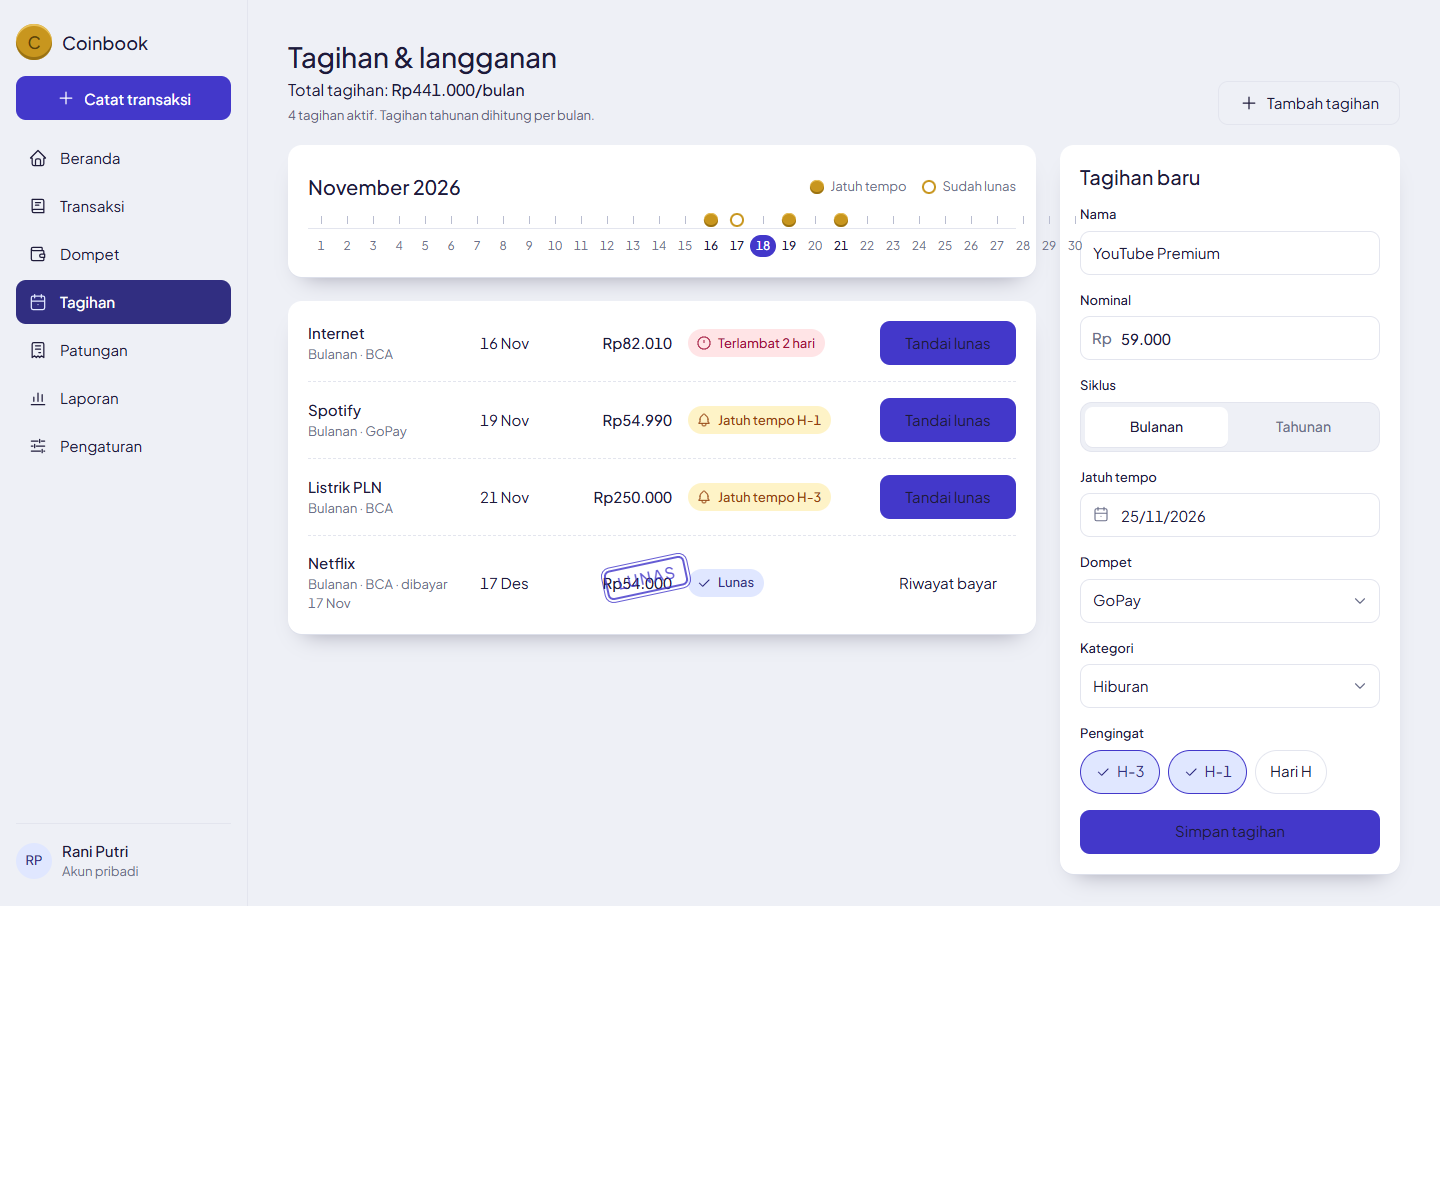 C Coinbook
Catat transaksi
Beranda
Transaksi
Dompet
Tagihan
Patungan
Laporan
Pengaturan
RP
Rani Putri
Akun pribadi
Tagihan & langganan
Total tagihan: Rp441.000/bulan
4 tagihan aktif. Tagihan tahunan dihitung per bulan.
Tambah tagihan
November 2026
Jatuh tempo
Sudah lunas
1 2 3 4 5 6 7 8 9 10 11 12 13 14 15 16 17 18 19 20 21 22 23 24 25 26 27 28 29 30
Internet
Bulanan · BCA
16 Nov
Rp82.010
Terlambat 2 hari
Tandai lunas
Spotify
Bulanan · GoPay
19 Nov
Rp54.990
Jatuh tempo H-1
Tandai lunas
Listrik PLN
Bulanan · BCA
21 Nov
Rp250.000
Jatuh tempo H-3
Tandai lunas
Netflix
Bulanan · BCA · dibayar
17 Nov
17 Des
Rp54.000
LUNAS
Lunas
Riwayat bayar
Tagihan baru
Nama
YouTube Premium
Nominal
Rp 59.000
Siklus
Bulanan
Tahunan
Jatuh tempo
25/11/2026
Dompet
GoPay
Kategori
Hiburan
Pengingat
H-3
H-1
Hari H
Simpan tagihan